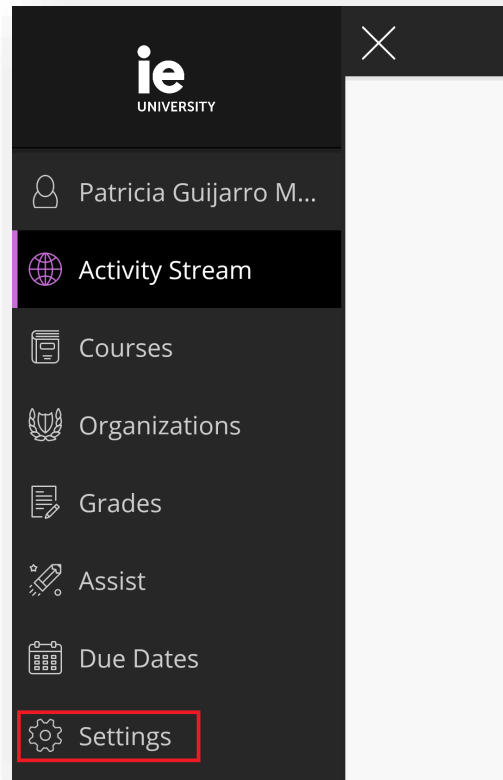 ie
UNIVERSITY
Patricia Guijarro M...
Activity Stream
Courses
Organizations
Grades
Assist
Due Dates
Settings